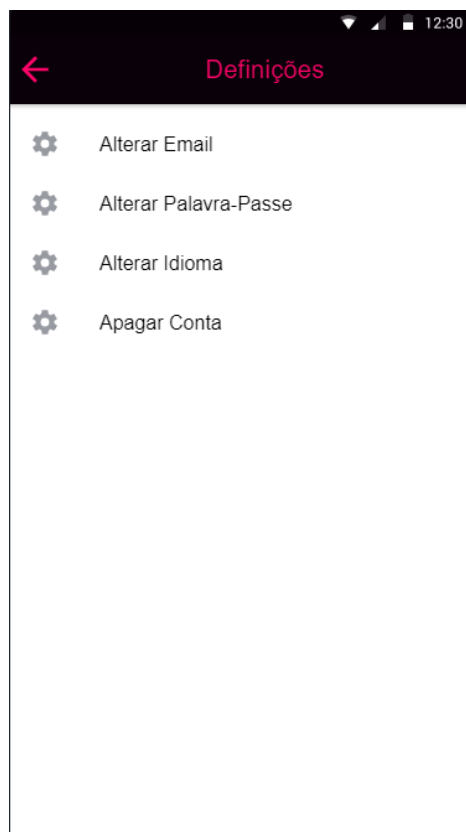 12:30
Definições
Alterar Email
Alterar Palavra-Passe
Alterar Idioma
Apagar Conta